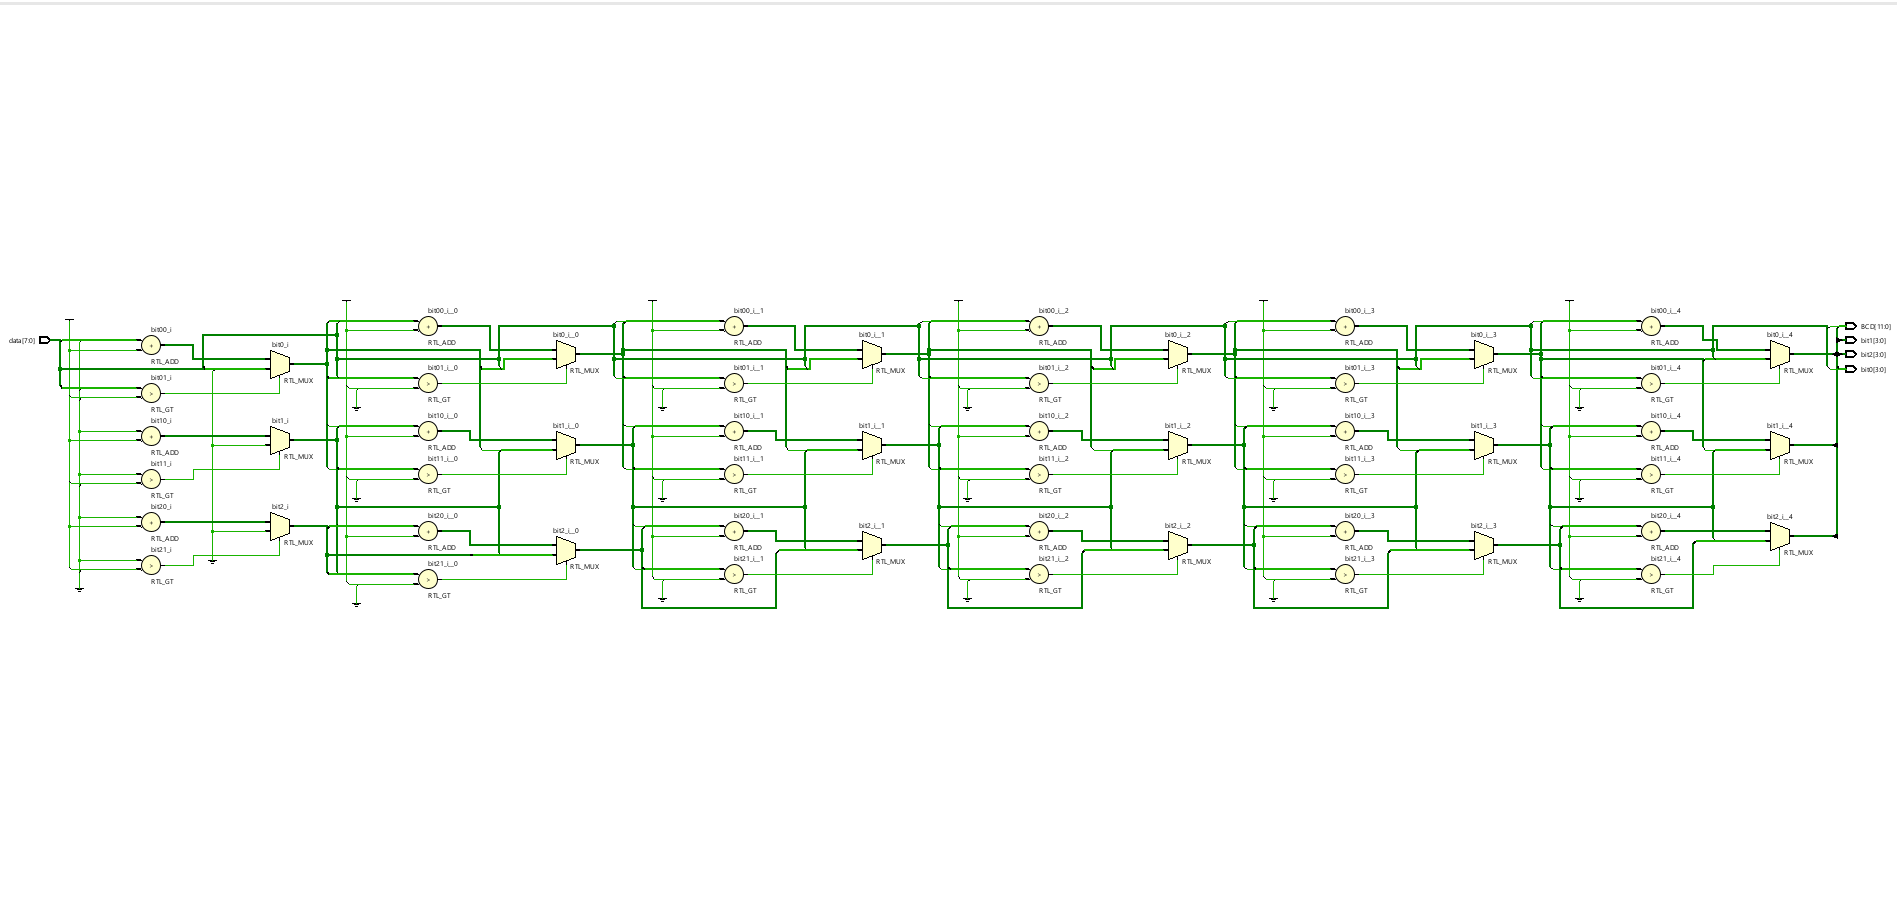 data[7:0]
bit00_i
+
RTL_ADD
bit01_i
>
RTL_GT
bit0_i
RTL_MUX
bit10_i
+
RTL_ADD
bit11_i
>
RTL_GT
bit1_i
RTL_MUX
bit20_i
+
RTL_ADD
bit21_i
>
RTL_GT
bit2_i
RTL_MUX
bit00_i__0
+
RTL_ADD
bit01_i__0
>
RTL_GT
bit0_i__0
RTL_MUX
bit10_i__0
+
RTL_ADD
bit11_i__0
>
RTL_GT
bit1_i__0
RTL_MUX
bit20_i__0
+
RTL_ADD
bit21_i__0
>
RTL_GT
bit2_i__0
RTL_MUX
bit00_i__1
+
RTL_ADD
bit01_i__1
>
RTL_GT
bit0_i__1
RTL_MUX
bit10_i__1
+
RTL_ADD
bit11_i__1
>
RTL_GT
bit1_i__1
RTL_MUX
bit20_i__1
+
RTL_ADD
bit21_i__1
>
RTL_GT
bit2_i__1
RTL_MUX
bit00_i__2
+
RTL_ADD
bit01_i__2
>
RTL_GT
bit0_i__2
RTL_MUX
bit10_i__2
+
RTL_ADD
bit11_i__2
>
RTL_GT
bit1_i__2
RTL_MUX
bit20_i__2
+
RTL_ADD
bit21_i__2
>
RTL_GT
bit2_i__2
RTL_MUX
bit00_i__3
+
RTL_ADD
bit01_i__3
>
RTL_GT
bit0_i__3
RTL_MUX
bit10_i__3
+
RTL_ADD
bit11_i__3
>
RTL_GT
bit1_i__3
RTL_MUX
bit20_i__3
+
RTL_ADD
bit21_i__3
>
RTL_GT
bit2_i__3
RTL_MUX
bit00_i__4
+
RTL_ADD
bit01_i__4
>
RTL_GT
bit0_i__4
RTL_MUX
bit10_i__4
+
RTL_ADD
bit11_i__4
>
RTL_GT
bit1_i__4
RTL_MUX
bit20_i__4
+
RTL_ADD
bit21_i__4
>
RTL_GT
bit2_i__4
RTL_MUX
BCD[11:0]
bit1[3:0]
bit2[3:0]
bit0[3:0]